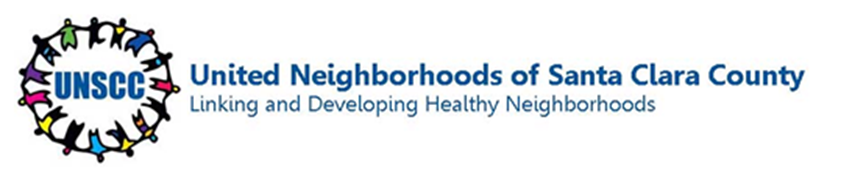 UNSCC
United Neighborhoods of Santa Clara County
Linking and Developing Healthy Neighborhoods